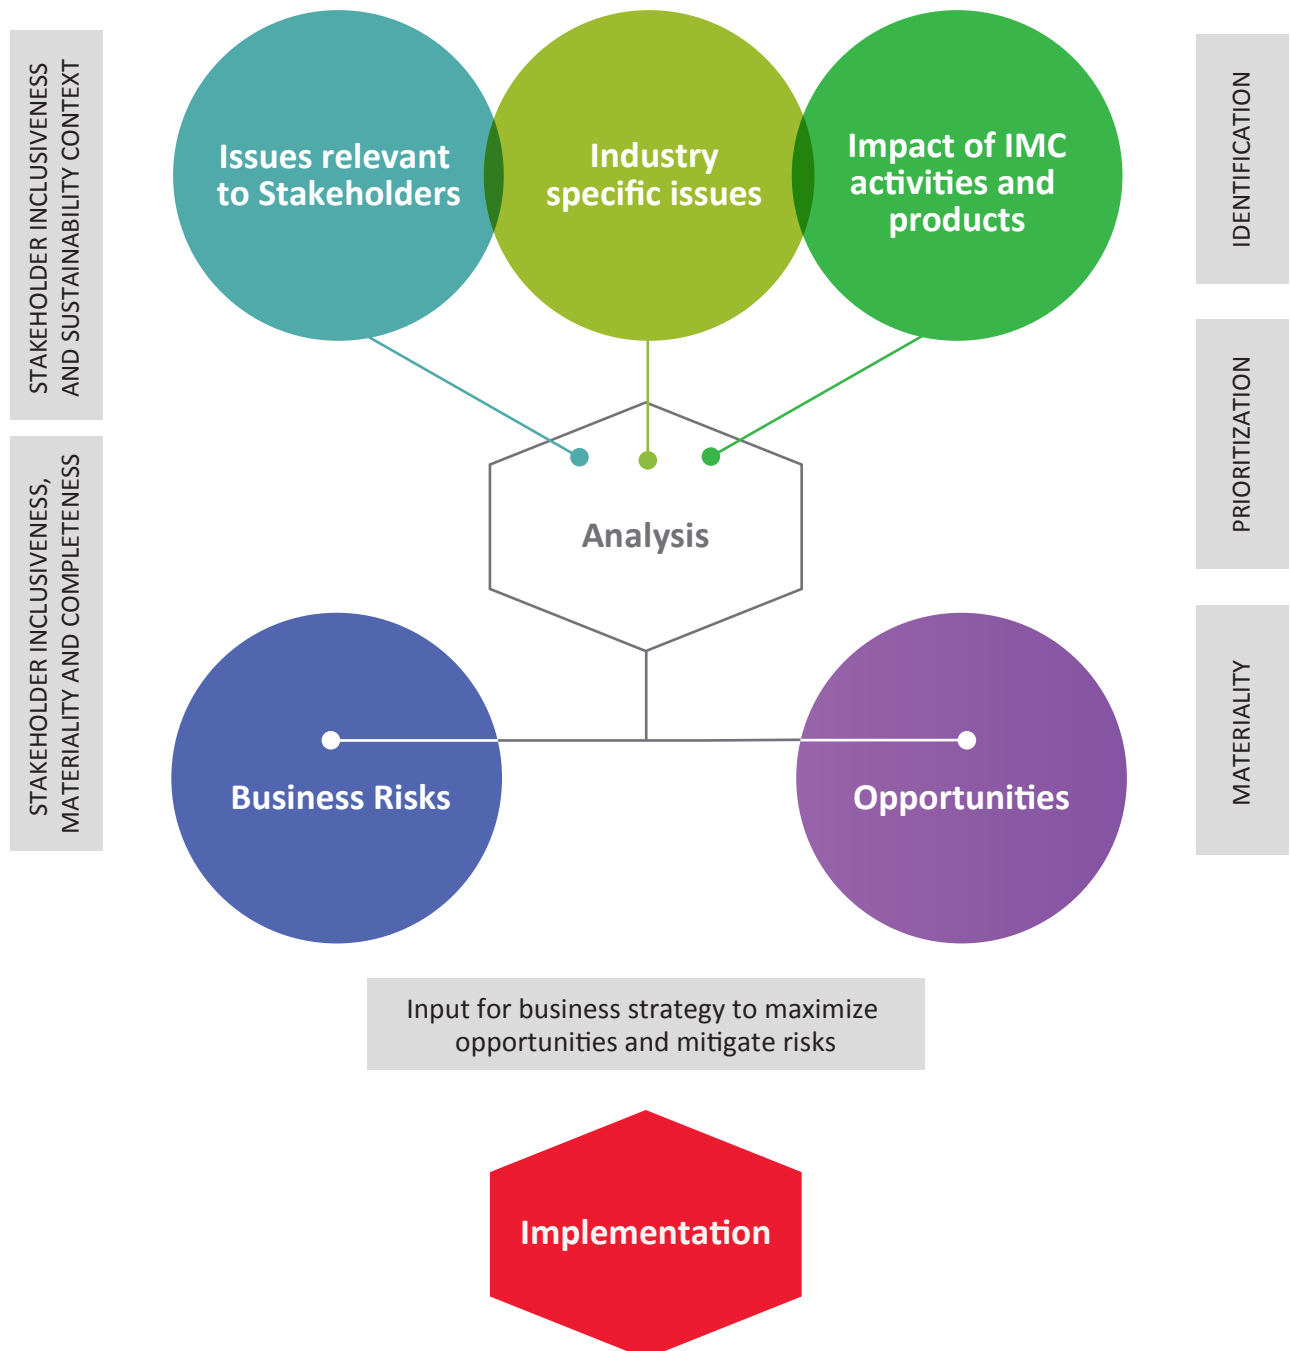 STAKEHOLDER INCLUSIVENESS
AND SUSTAINABILITY CONTEXT
Issues relevant
to Stakeholders
Industry
specific issues
Impact of IMC
activities and
products
IDENTIFICATION
PRIORITIZATION
Analysis
STAKEHOLDER INCLUSIVENESS,
MATERIALITY AND COMPLETENESS
Business Risks
Opportunities
MATERIALITY
Input for business strategy to maximize
opportunities and mitigate risks
Implementation